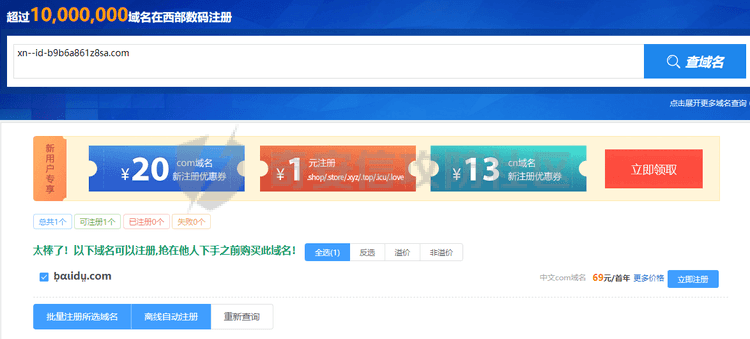 超过10,000,000域名在西部数码注册
xn--id-b9b6a861z8sa.com
查域名
点击展开更多域名查询
新用户专享
¥20 com域名 新注册优惠券
¥1 元注册 .shop/.store/.xyz/.top/.icu/.love
¥13 cn域名 新注册优惠券
立即领取
奇安信攻防社区
总共1个 可注册1个 已注册0个 失败0个
太棒了!以下域名可以注册,抢在他人下手之前购买此域名! 全选(1) 反选 溢价 非溢价
ḅαiidụ.com 中文com域名 69元/首年 更多价格 立即注册
批量注册所选域名 离线自动注册 重新查询